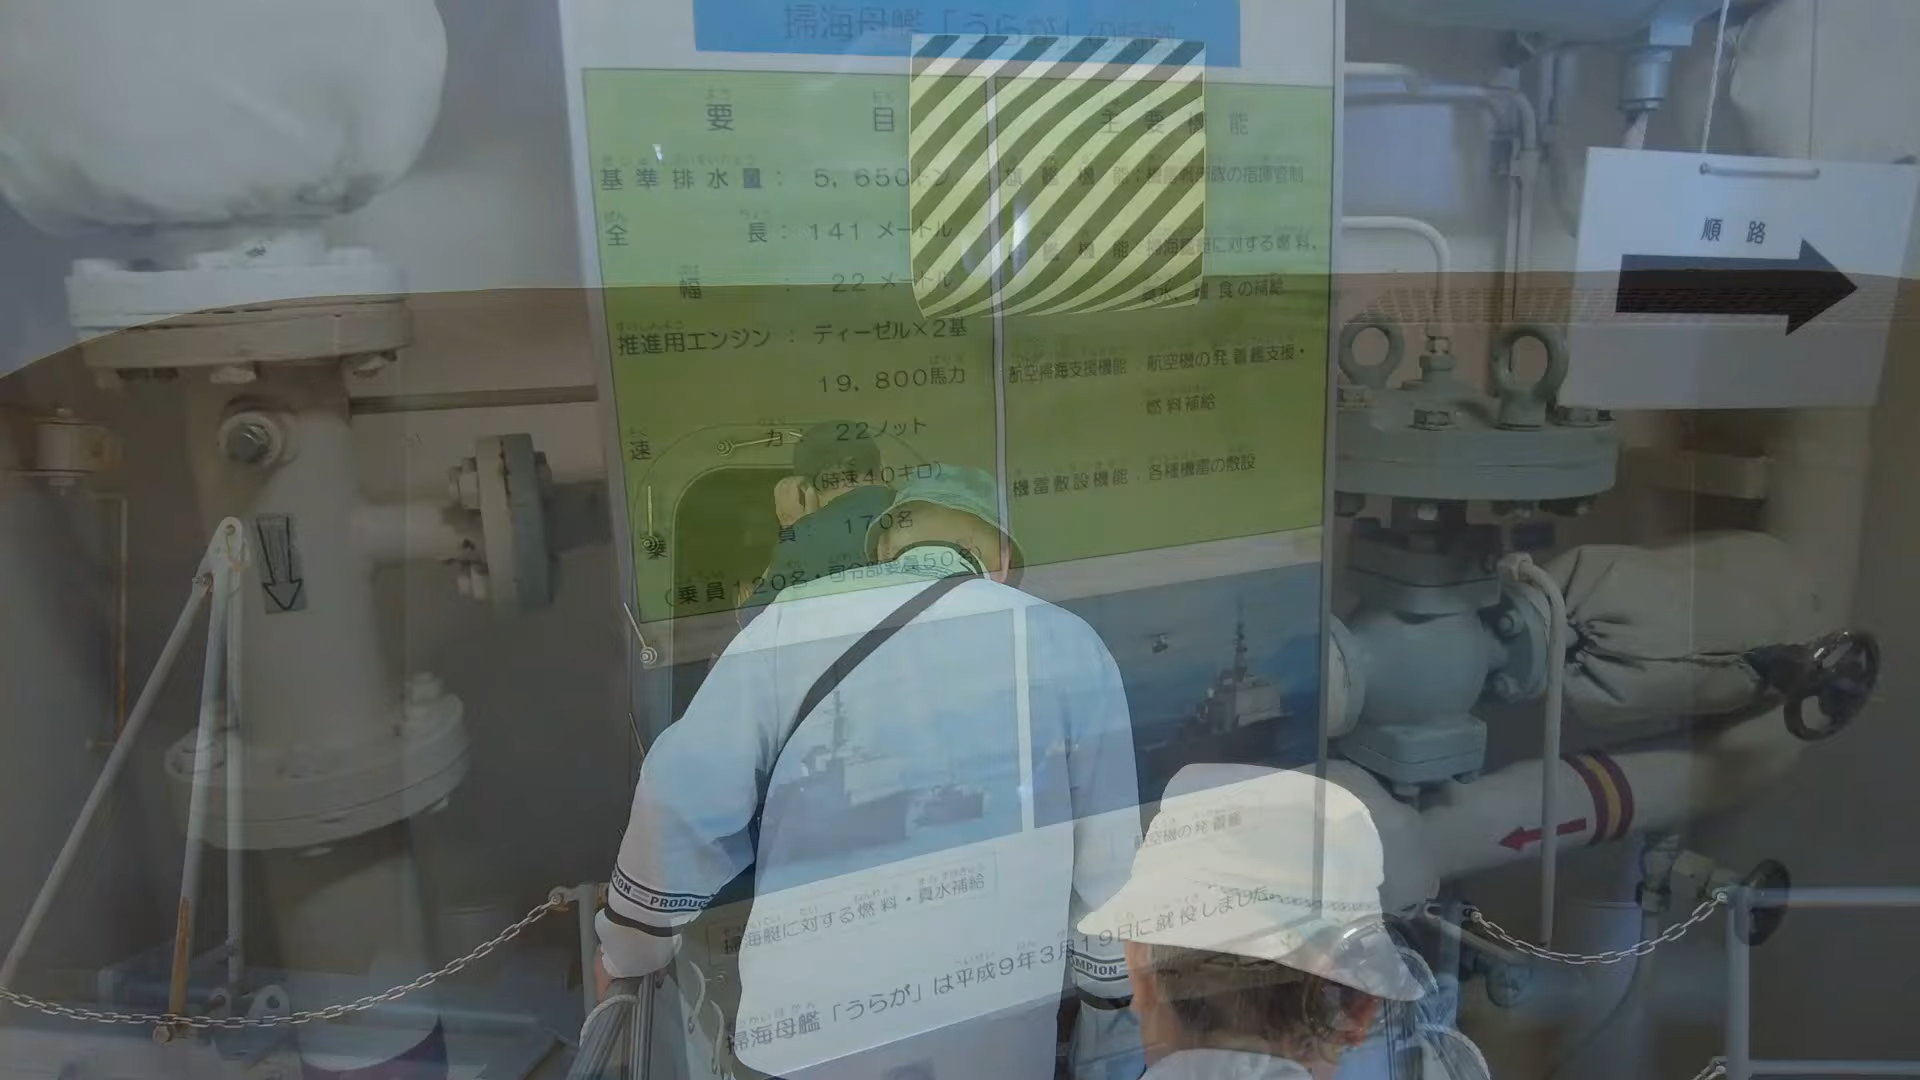 掃海母艦「うらが」の特徴
要 目
基準排水量： 5，650トン
全 長： 141 メートル
幅 ： 22 メートル
推進用エンジン： ディーゼル×2基
19，800馬力
速 力： 22ノット
（時速40キロ）
乗 員： 170名
（乗員120名・司令部要員50名）
主 要 機 能
旗 艦 機 能：の指揮管制
艦 機 能：掃海艦艇に対する燃料、
真水、糧食の補給
航空掃海支援機能：航空機の発着艦支援・
燃料補給
機雷敷設機能：各種機雷の敷設
掃海艇に対する燃料・真水補給
航空機の発着艦
掃海母艦「うらが」は平成9年3月19日に就役しました。
順 路
PRODUC
MPION